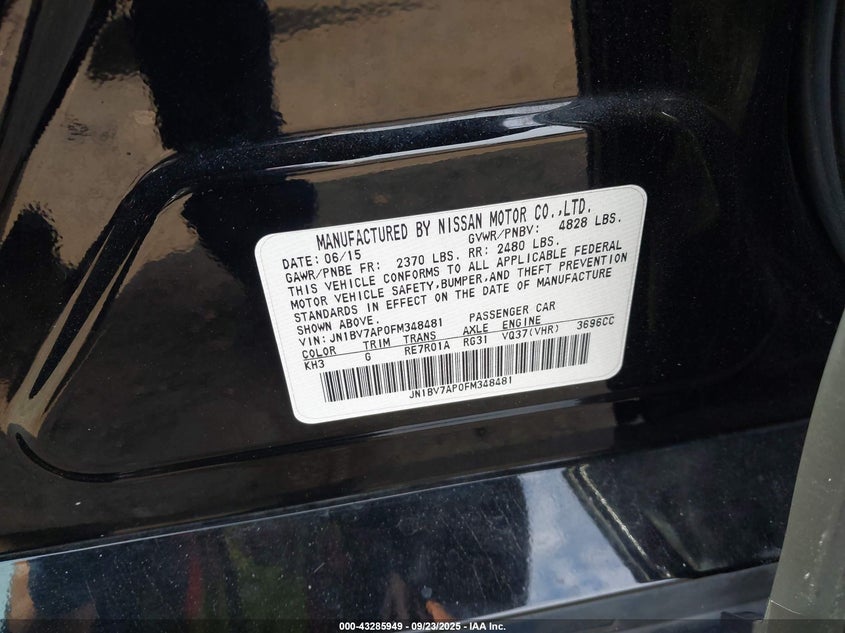 MANUFACTURED BY NISSAN MOTOR CO.,LTD.
DATE: 06/15 GVWR/PNBV: 4828 LBS.
GAWR/PNBE FR: 2370 LBS. RR: 2480 LBS.
THIS VEHICLE CONFORMS TO ALL APPLICABLE FEDERAL
MOTOR VEHICLE SAFETY,BUMPER,AND THEFT PREVENTION
STANDARDS IN EFFECT ON THE DATE OF MANUFACTURE
SHOWN ABOVE.
VIN: JN1BV7AP0FM348481 PASSENGER CAR
COLOR TRIM TRANS AXLE ENGINE
KH3 G RE7R01A RG31 VQ37(VHR) 3696CC
JN1BV7AP0FM348481
000-43285949 - 09/23/2025 - IAA Inc.